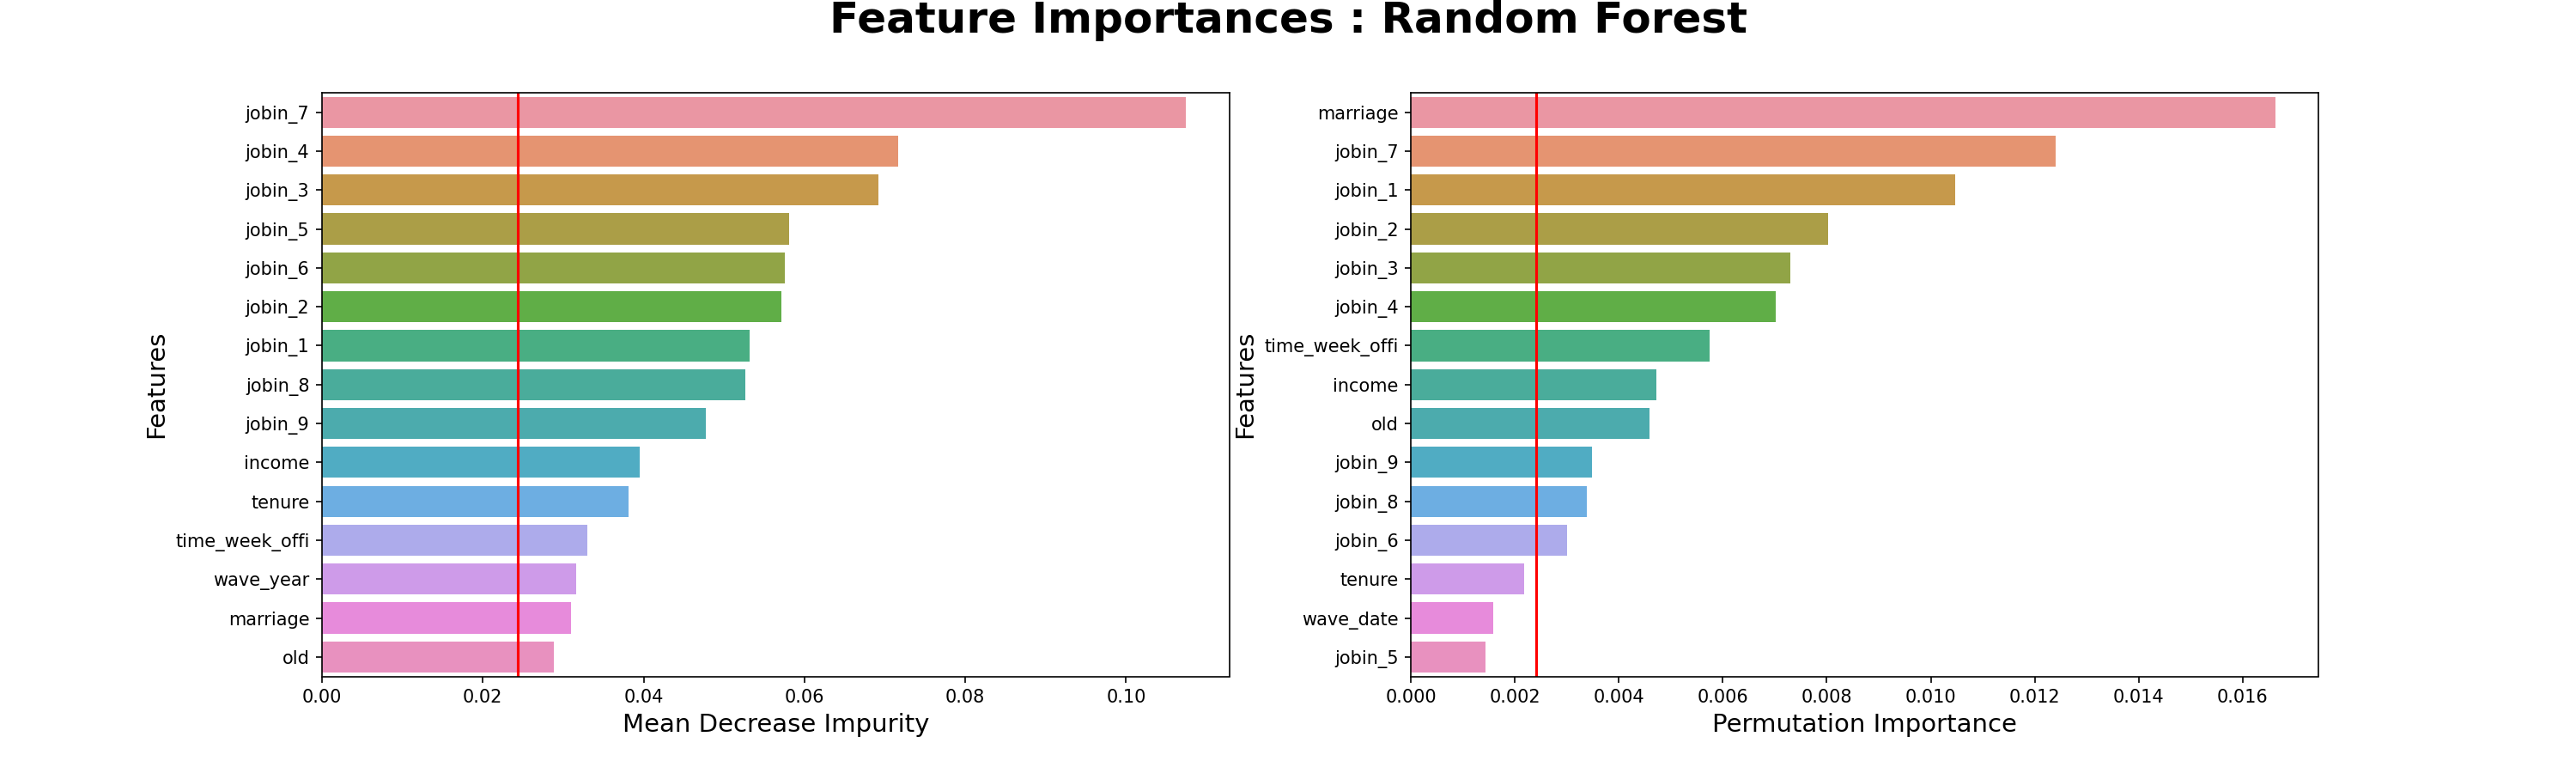 Feature Importances : Random Forest
Features
jobin_7
jobin_4
jobin_3
jobin_5
jobin_6
jobin_2
jobin_1
jobin_8
jobin_9
income
tenure
time_week_offi
wave_year
marriage
old
0.00 0.02 0.04 0.06 0.08 0.10
Mean Decrease Impurity
Features
marriage
jobin_7
jobin_1
jobin_2
jobin_3
jobin_4
time_week_offi
income
old
jobin_9
jobin_8
jobin_6
tenure
wave_date
jobin_5
0.000 0.002 0.004 0.006 0.008 0.010 0.012 0.014 0.016
Permutation Importance